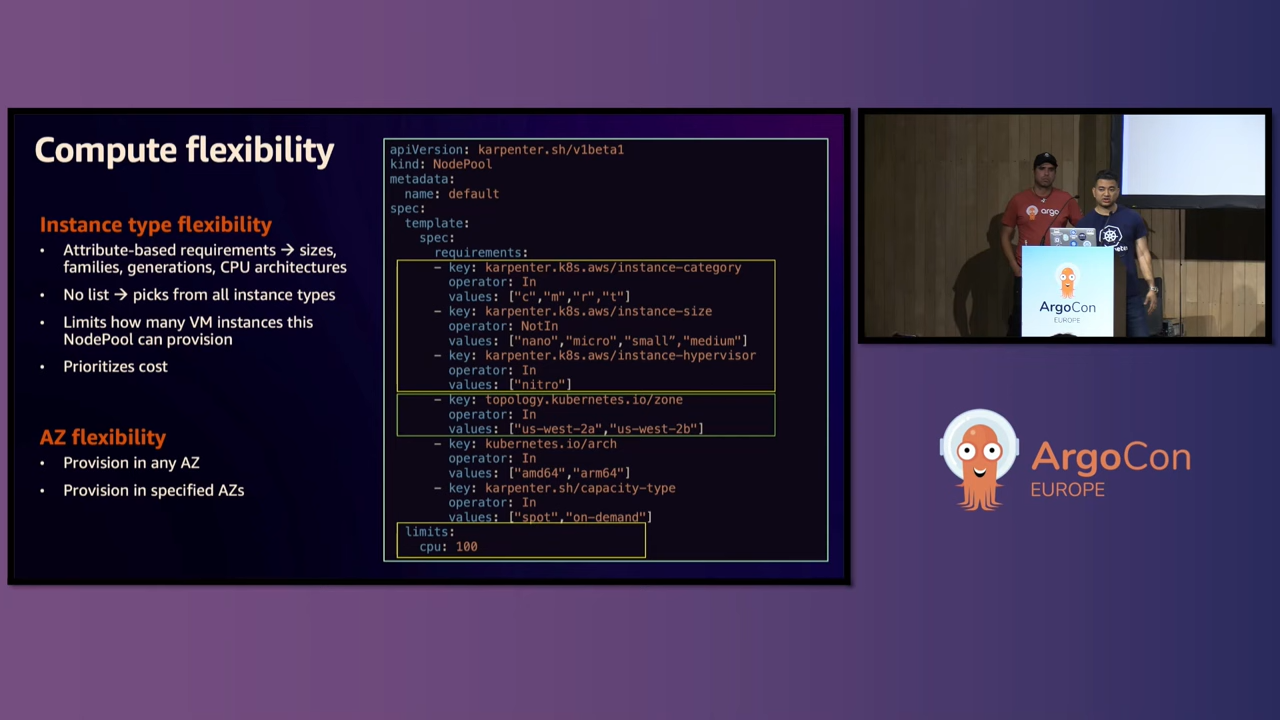 Compute flexibility
Instance type flexibility
• Attribute-based requirements → sizes,
families, generations, CPU architectures
• No list → picks from all instance types
• Limits how many VM instances this
NodePool can provision
• Prioritizes cost
AZ flexibility
• Provision in any AZ
• Provision in specified AZs
apiVersion: karpenter.sh/v1beta1
kind: NodePool
metadata:
  name: default
spec:
  template:
    spec:
      requirements:
      - key: karpenter.k8s.aws/instance-category
        operator: In
        values: ["c","m","r","t"]
      - key: karpenter.k8s.aws/instance-size
        operator: NotIn
        values: ["nano","micro","small”,"medium"]
      - key: karpenter.k8s.aws/instance-hypervisor
        operator: In
        values: ["nitro"]
      - key: topology.kubernetes.io/zone
        operator: In
        values: ["us-west-2a","us-west-2b"]
      - key: kubernetes.io/arch
        operator: In
        values: ["amd64","arm64"]
      - key: karpenter.sh/capacity-type
        operator: In
        values: ["spot","on-demand"]
  limits:
    cpu: 100
argo
ArgoCon
EUROPE
ArgoCon
EUROPE